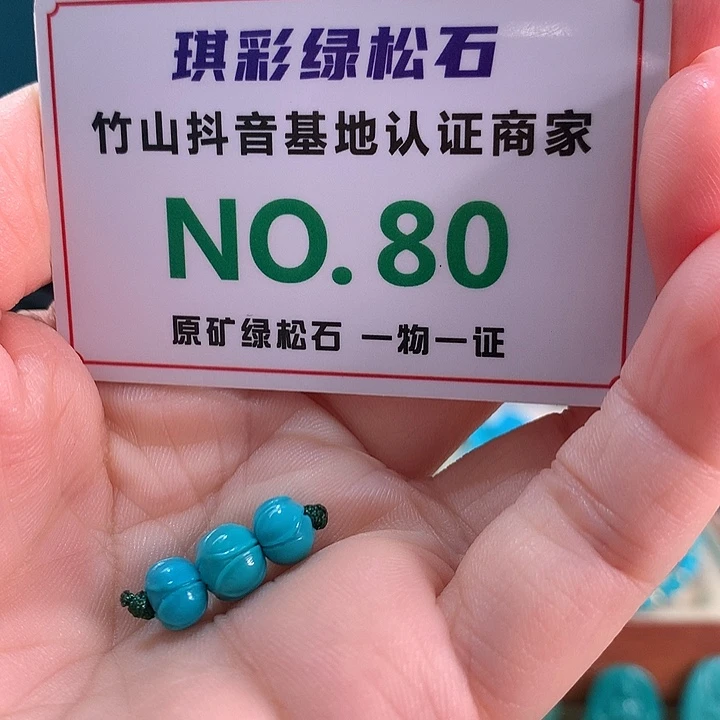 琪彩绿松石
竹山抖音基地认证商家
NO.80
原矿绿松石 一物一证